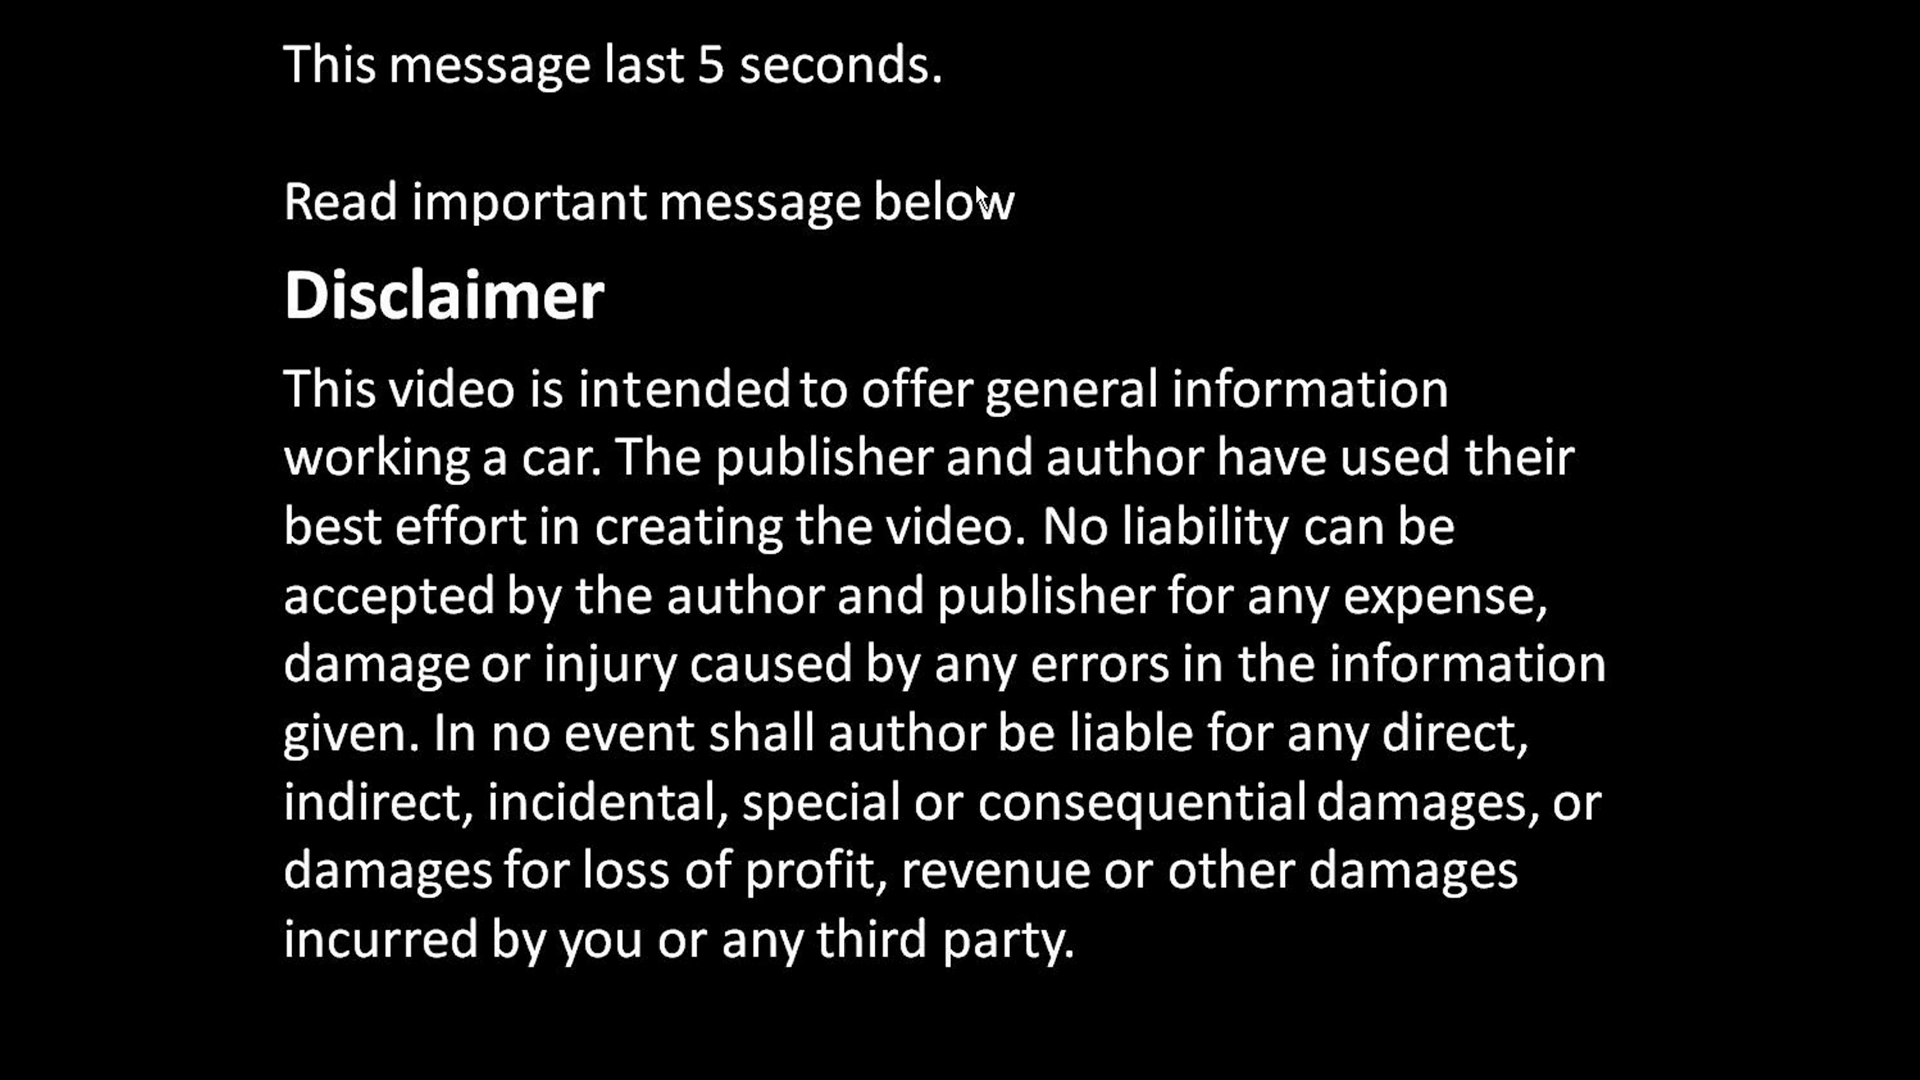 This message last 5 seconds.
Read important message below
Disclaimer
This video is intended to offer general information
working a car. The publisher and author have used their
best effort in creating the video. No liability can be
accepted by the author and publisher for any expense,
damage or injury caused by any errors in the information
given. In no event shall author be liable for any direct,
indirect, incidental, special or consequential damages, or
damages for loss of profit, revenue or other damages
incurred by you or any third party.